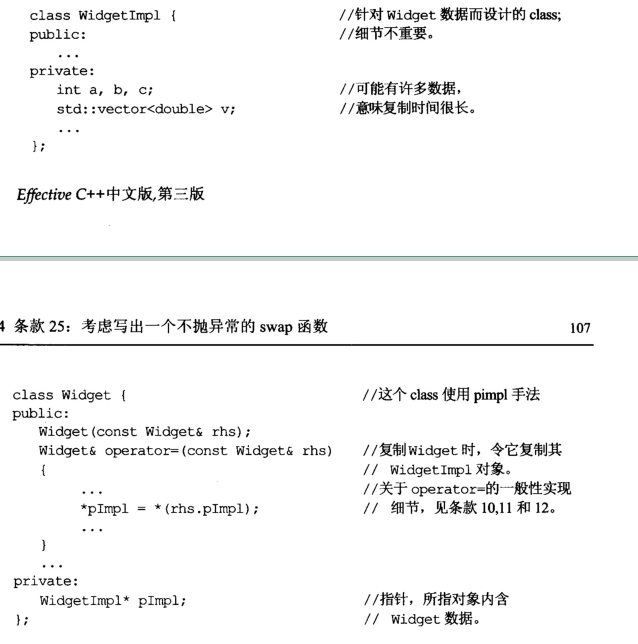 class WidgetImpl { //针对 Widget 数据而设计的 class;
public: //细节不重要。
...
private:
int a, b, c; //可能有许多数据，
std::vector<double> v; //意味复制时间很长。
...
};
Effective C++中文版,第三版
4 条款 25：考虑写出一个不抛异常的 swap 函数 107
class Widget { //这个 class 使用 pimpl 手法
public:
Widget(const Widget& rhs);
Widget& operator=(const Widget& rhs) //复制Widget 时，令它复制其
{ // WidgetImpl 对象。
... //关于 operator=的一般性实现
*pImpl = *(rhs.pImpl); // 细节，见条款 10,11 和 12。
...
}
...
private:
WidgetImpl* pImpl; //指针，所指对象内含
}; // Widget 数据。